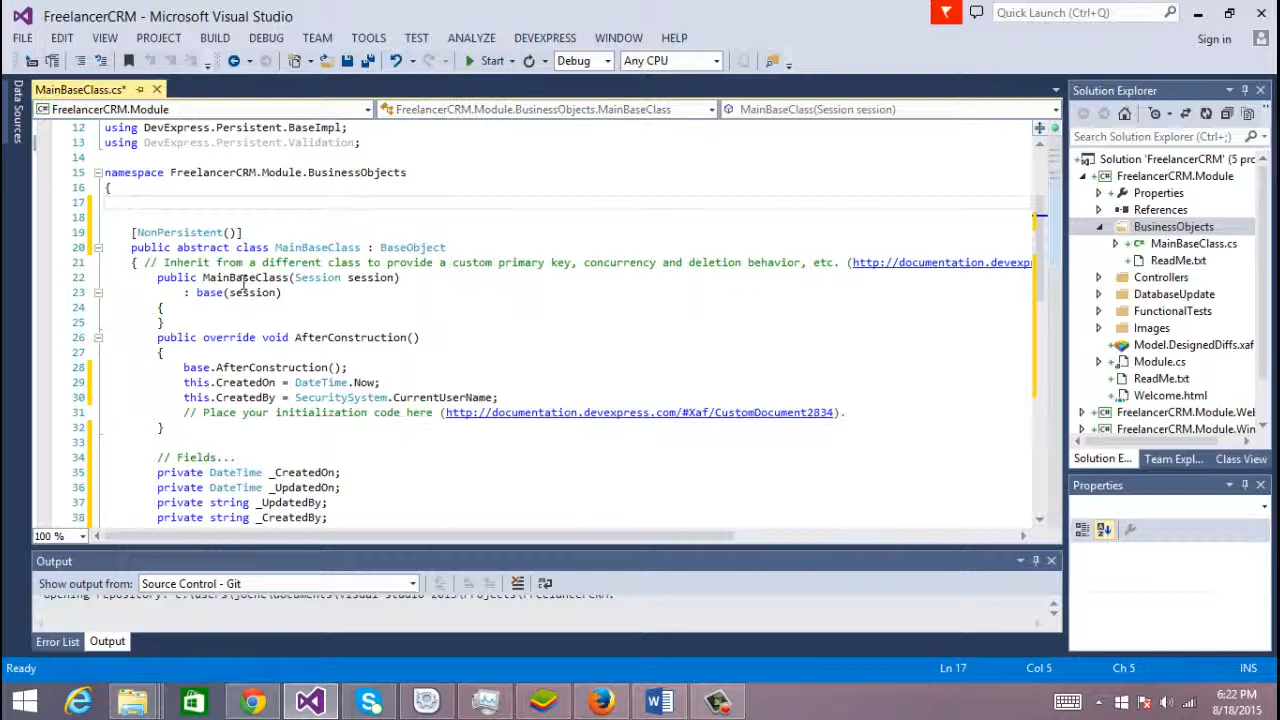 FreelancerCRM - Microsoft Visual Studio
Quick Launch (Ctrl+Q)
FILE EDIT VIEW PROJECT BUILD DEBUG TEAM TOOLS TEST ANALYZE DEVEXPRESS WINDOW HELP
Sign in
Start Debug Any CPU
Data Sources
MainBaseClass.cs*
FreelancerCRM.Module FreelancerCRM.Module.BusinessObjects.MainBaseClass MainBaseClass(Session session)
12 using DevExpress.Persistent.BaseImpl;
13 using DevExpress.Persistent.Validation;
14
15 namespace FreelancerCRM.Module.BusinessObjects
16 {
17
18
19 [NonPersistent()]
20 public abstract class MainBaseClass : BaseObject
21 { // Inherit from a different class to provide a custom primary key, concurrency and deletion behavior, etc. (http://documentation.devexpr
22 public MainBaseClass(Session session)
23 : base(session)
24 {
25 }
26 public override void AfterConstruction()
27 {
28 base.AfterConstruction();
29 this.CreatedOn = DateTime.Now;
30 this.CreatedBy = SecuritySystem.CurrentUserName;
31 // Place your initialization code here (http://documentation.devexpress.com/#Xaf/CustomDocument2834).
32 }
33
34 // Fields...
35 private DateTime _CreatedOn;
36 private DateTime _UpdatedOn;
37 private string _UpdatedBy;
38 private string _CreatedBy;
100 %
Output
Show output from: Source Control - Git
Error List Output
Solution Explorer
Search Solution Explorer (Ctrl+;)
Solution 'FreelancerCRM' (5 prc
FreelancerCRM.Module
Properties
References
BusinessObjects
MainBaseClass.cs
ReadMe.txt
Controllers
DatabaseUpdate
FunctionalTests
Images
Model.DesignedDiffs.xaf
Module.cs
ReadMe.txt
Welcome.html
FreelancerCRM.Module.Wel
FreelancerCRM.Module.Win
Solution E... Team Expl... Class View
Properties
Ready Ln 17 Col 5 Ch 5 INS
6:22 PM
8/18/2015